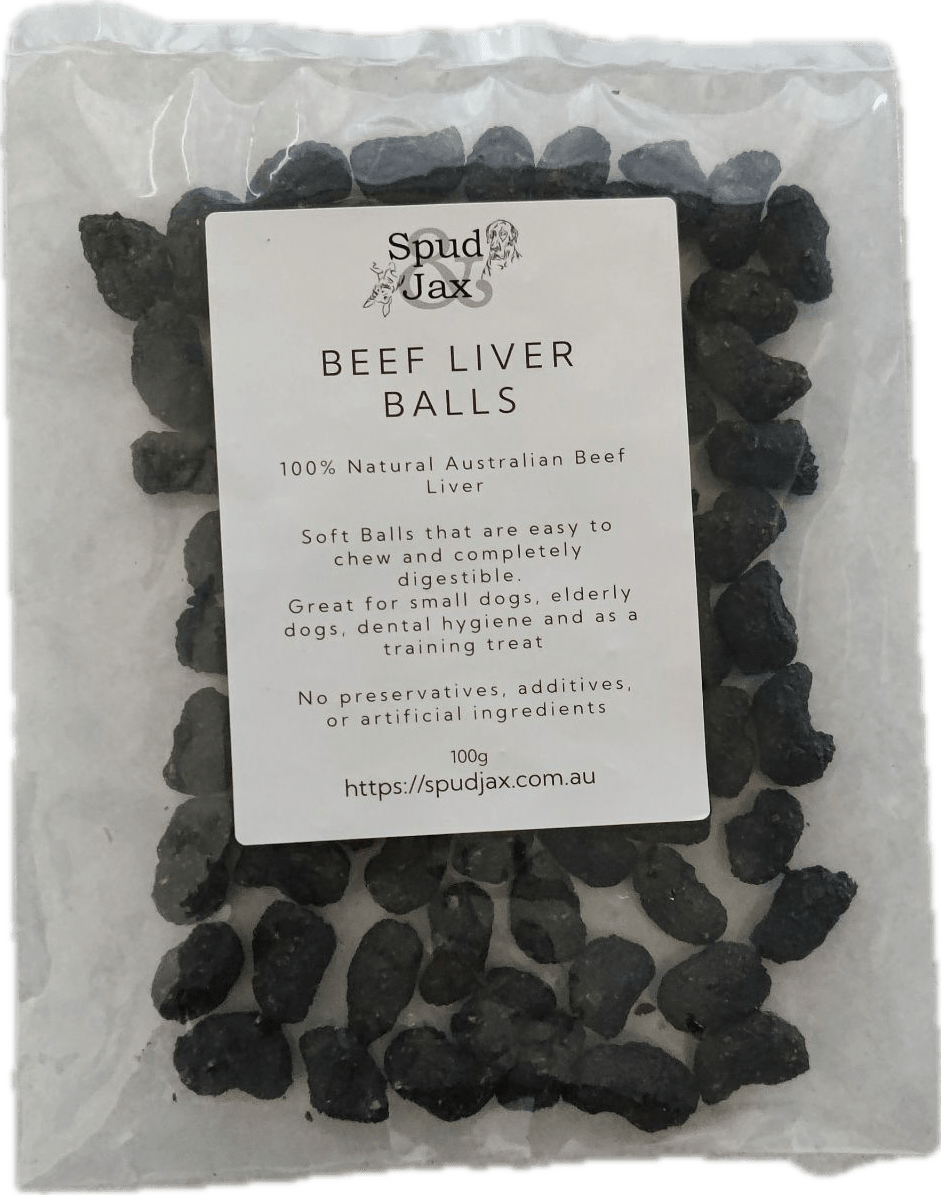 Spud
&
Jax
BEEF LIVER
BALLS
100% Natural Australian Beef
Liver
Soft Balls that are easy to
chew and completely
digestible.
Great for small dogs, elderly
dogs, dental hygiene and as a
training treat
No preservatives, additives,
or artificial ingredients
100g
https://spudjax.com.au